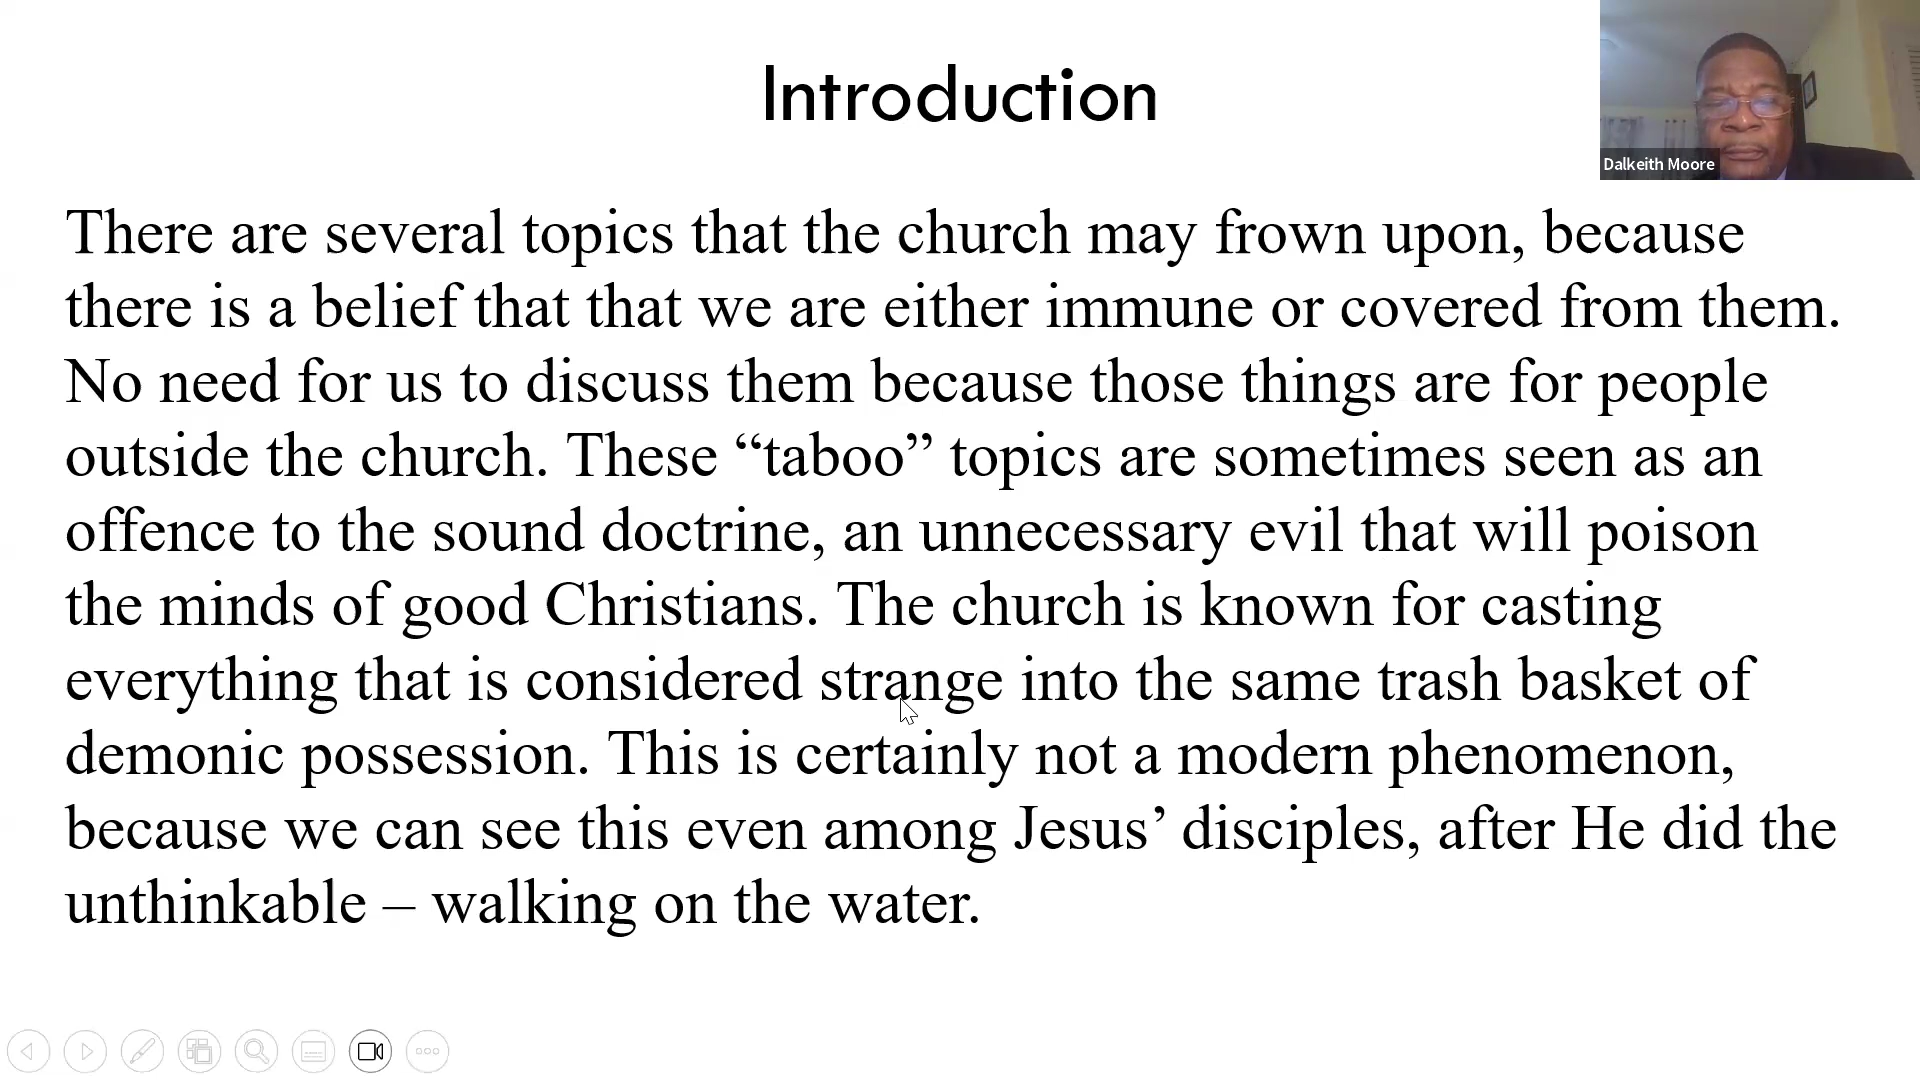 Introduction
Dalkeith Moore
There are several topics that the church may frown upon, because
there is a belief that that we are either immune or covered from them.
No need for us to discuss them because those things are for people
outside the church. These “taboo” topics are sometimes seen as an
offence to the sound doctrine, an unnecessary evil that will poison
the minds of good Christians. The church is known for casting
everything that is considered strange into the same trash basket of
demonic possession. This is certainly not a modern phenomenon,
because we can see this even among Jesus’ disciples, after He did the
unthinkable – walking on the water.